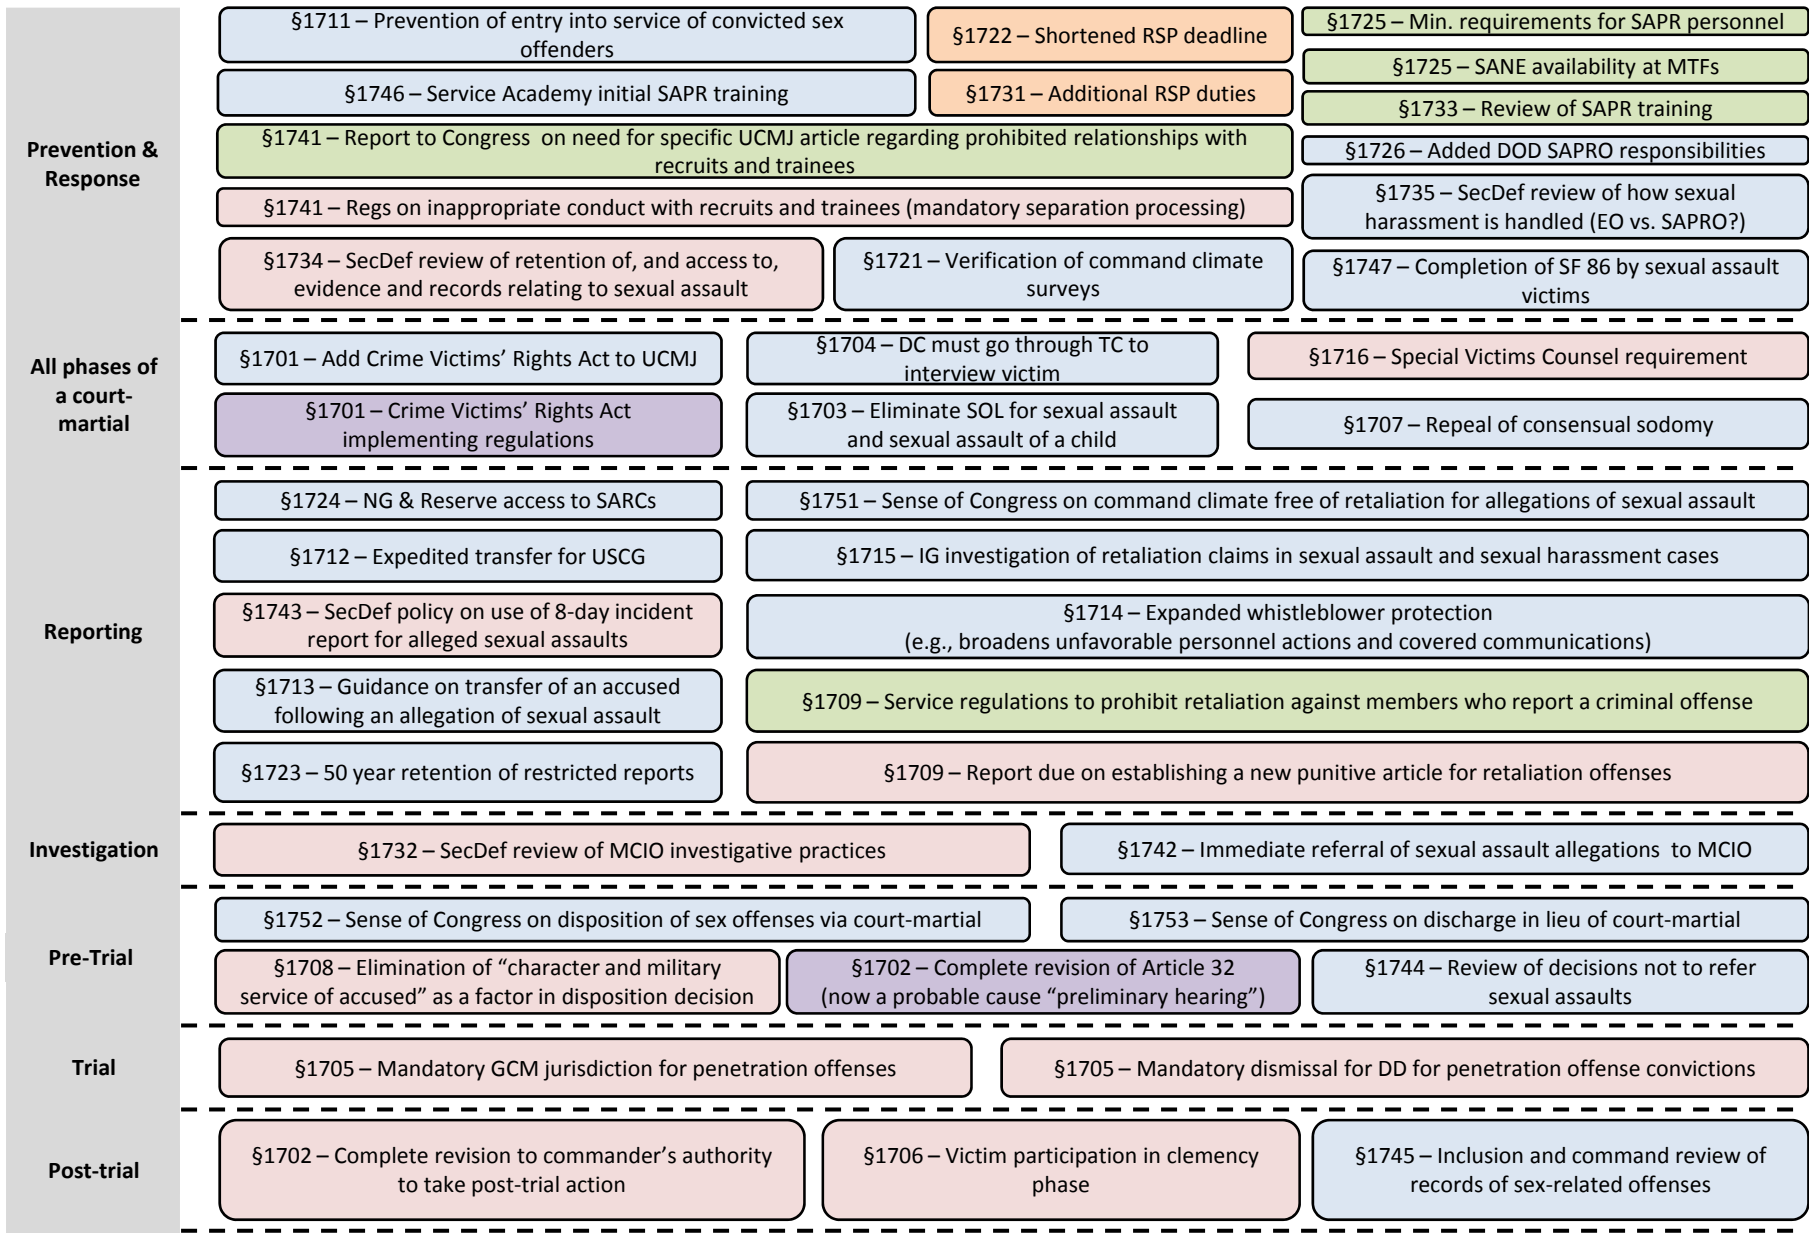 Prevention &
Response
§1711 – Prevention of entry into service of convicted sex
offenders
§1722 – Shortened RSP deadline
§1725 – Min. requirements for SAPR personnel
§1725 – SANE availability at MTFs
§1746 – Service Academy initial SAPR training
§1731 – Additional RSP duties
§1733 – Review of SAPR training
§1741 – Report to Congress  on need for specific UCMJ article regarding prohibited relationships with
recruits and trainees
§1726 – Added DOD SAPRO responsibilities
§1741 – Regs on inappropriate conduct with recruits and trainees (mandatory separation processing)
§1735 – SecDef review of how sexual
harassment is handled (EO vs. SAPRO?)
§1734 – SecDef review of retention of, and access to,
evidence and records relating to sexual assault
§1721 – Verification of command climate
surveys
§1747 – Completion of SF 86 by sexual assault
victims
All phases of
a court-
martial
§1701 – Add Crime Victims’ Rights Act to UCMJ
§1704 – DC must go through TC to
interview victim
§1716 – Special Victims Counsel requirement
§1701 – Crime Victims’ Rights Act
implementing regulations
§1703 – Eliminate SOL for sexual assault
and sexual assault of a child
§1707 – Repeal of consensual sodomy
Reporting
§1724 – NG & Reserve access to SARCs
§1751 – Sense of Congress on command climate free of retaliation for allegations of sexual assault
§1712 – Expedited transfer for USCG
§1715 – IG investigation of retaliation claims in sexual assault and sexual harassment cases
§1743 – SecDef policy on use of 8-day incident
report for alleged sexual assaults
§1714 – Expanded whistleblower protection
(e.g., broadens unfavorable personnel actions and covered communications)
§1713 – Guidance on transfer of an accused
following an allegation of sexual assault
§1709 – Service regulations to prohibit retaliation against members who report a criminal offense
§1723 – 50 year retention of restricted reports
§1709 – Report due on establishing a new punitive article for retaliation offenses
Investigation
§1732 – SecDef review of MCIO investigative practices
§1742 – Immediate referral of sexual assault allegations  to MCIO
Pre-Trial
§1752 – Sense of Congress on disposition of sex offenses via court-martial
§1753 – Sense of Congress on discharge in lieu of court-martial
§1708 – Elimination of “character and military
service of accused” as a factor in disposition decision
§1702 – Complete revision of Article 32
(now a probable cause “preliminary hearing”)
§1744 – Review of decisions not to refer
sexual assaults
Trial
§1705 – Mandatory GCM jurisdiction for penetration offenses
§1705 – Mandatory dismissal for DD for penetration offense convictions
Post-trial
§1702 – Complete revision to commander’s authority
to take post-trial action
§1706 – Victim participation in clemency
phase
§1745 – Inclusion and command review of
records of sex-related offenses